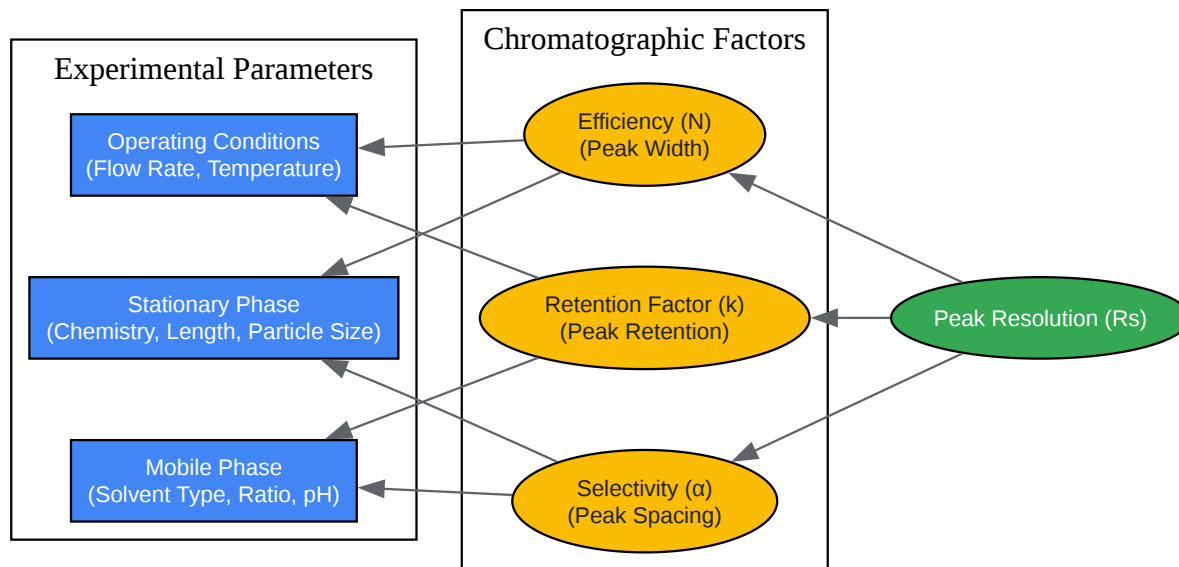 Experimental Parameters
Operating Conditions
(Flow Rate, Temperature)
Stationary Phase
(Chemistry, Length, Particle Size)
Mobile Phase
(Solvent Type, Ratio, pH)
Chromatographic Factors
Efficiency (N)
(Peak Width)
Retention Factor (k)
(Peak Retention)
Selectivity (α)
(Peak Spacing)
Peak Resolution (Rs)